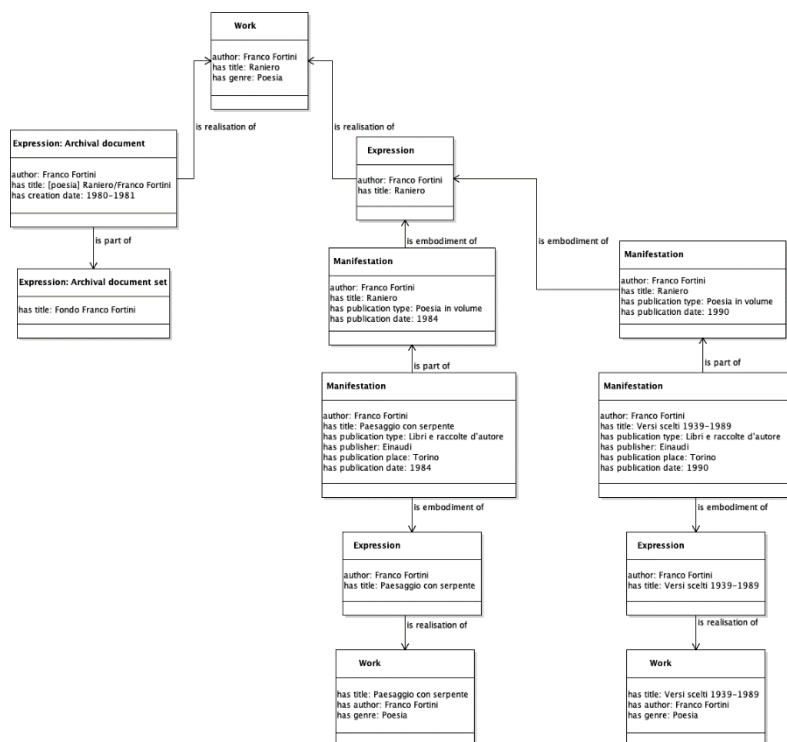 Work
author: Franco Fortini
has title: Raniero
has genre: Poesia
is realisation of
is realisation of
Expression: Archival document
author: Franco Fortini
has title: [poesia] Raniero/Franco Fortini
has creation date: 1980-1981
Expression
author: Franco Fortini
has title: Raniero
is part of
is embodiment of
is embodiment of
Expression: Archival document set
has title: Fondo Franco Fortini
Manifestation
author: Franco Fortini
has title: Raniero
has publication type: Poesia in volume
has publication date: 1984
Manifestation
author: Franco Fortini
has title: Raniero
has publication type: Poesia in volume
has publication date: 1990
is part of
is part of
Manifestation
author: Franco Fortini
has title: Paesaggio con serpente
has publication type: Libri e raccolte d'autore
has publisher: Einaudi
has publication place: Torino
has publication date: 1984
Manifestation
author: Franco Fortini
has title: Versi scelti 1939-1989
has publication type: Libri e raccolte d'autore
has publisher: Einaudi
has publication place: Torino
has publication date: 1990
is embodiment of
is embodiment of
Expression
author: Franco Fortini
has title: Paesaggio con serpente
Expression
author: Franco Fortini
has title: Versi scelti 1939-1989
is realisation of
is realisation of
Work
has title: Paesaggio con serpente
has author: Franco Fortini
has genre: Poesia
Work
has title: Versi scelti 1939-1989
has author: Franco Fortini
has genre: Poesia